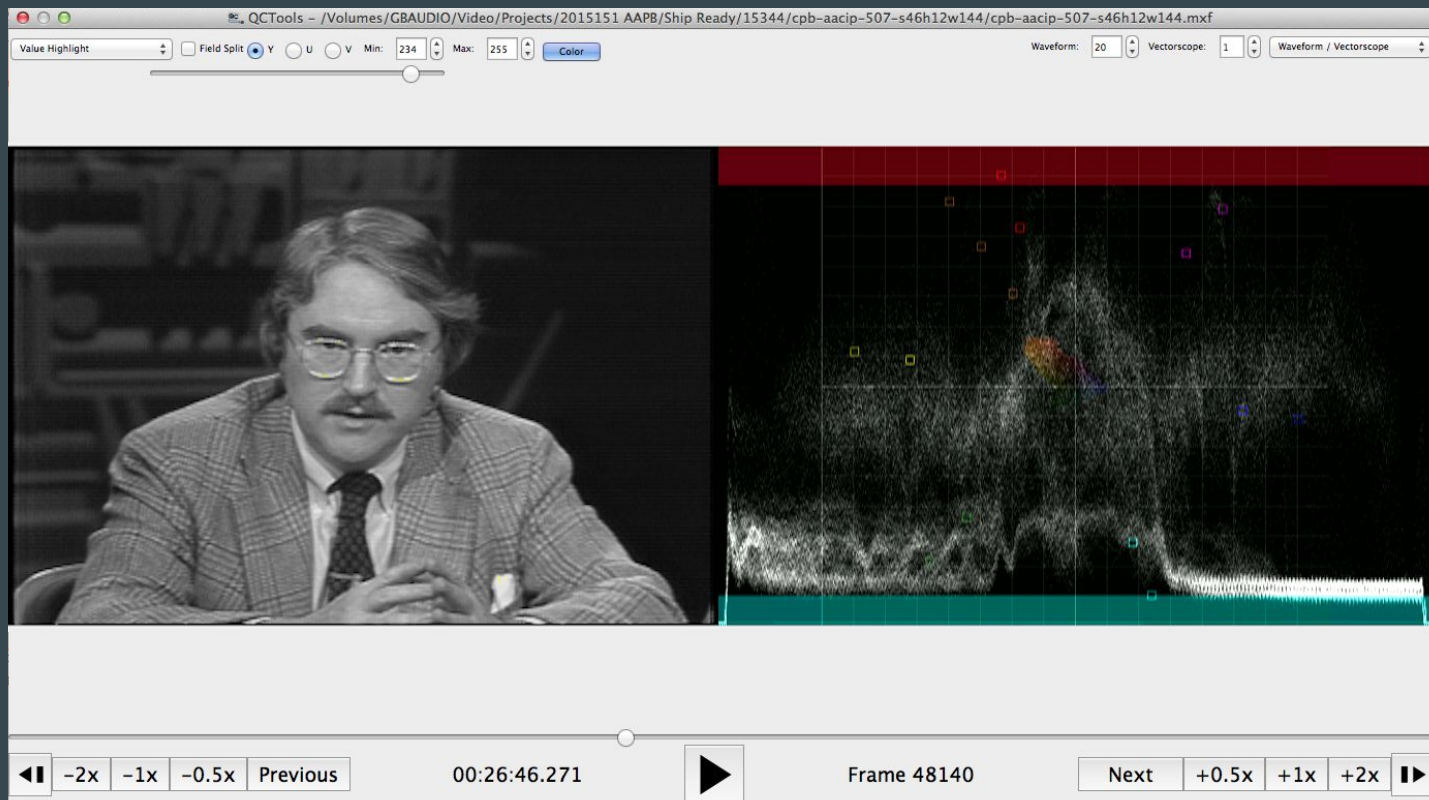 QCTools - /Volumes/GBAUDIO/Video/Projects/2015151 AAPB/Ship Ready/15344/cpb-aacip-507-s46h12w144/cpb-aacip-507-s46h12w144.mxf
Value Highlight Field Split Y U V Min: 234 Max: 255 Color Waveform: 20 Vectorscope: 1 Waveform / Vectorscope
-2x -1x -0.5x Previous 00:26:46.271 Frame 48140 Next +0.5x +1x +2x